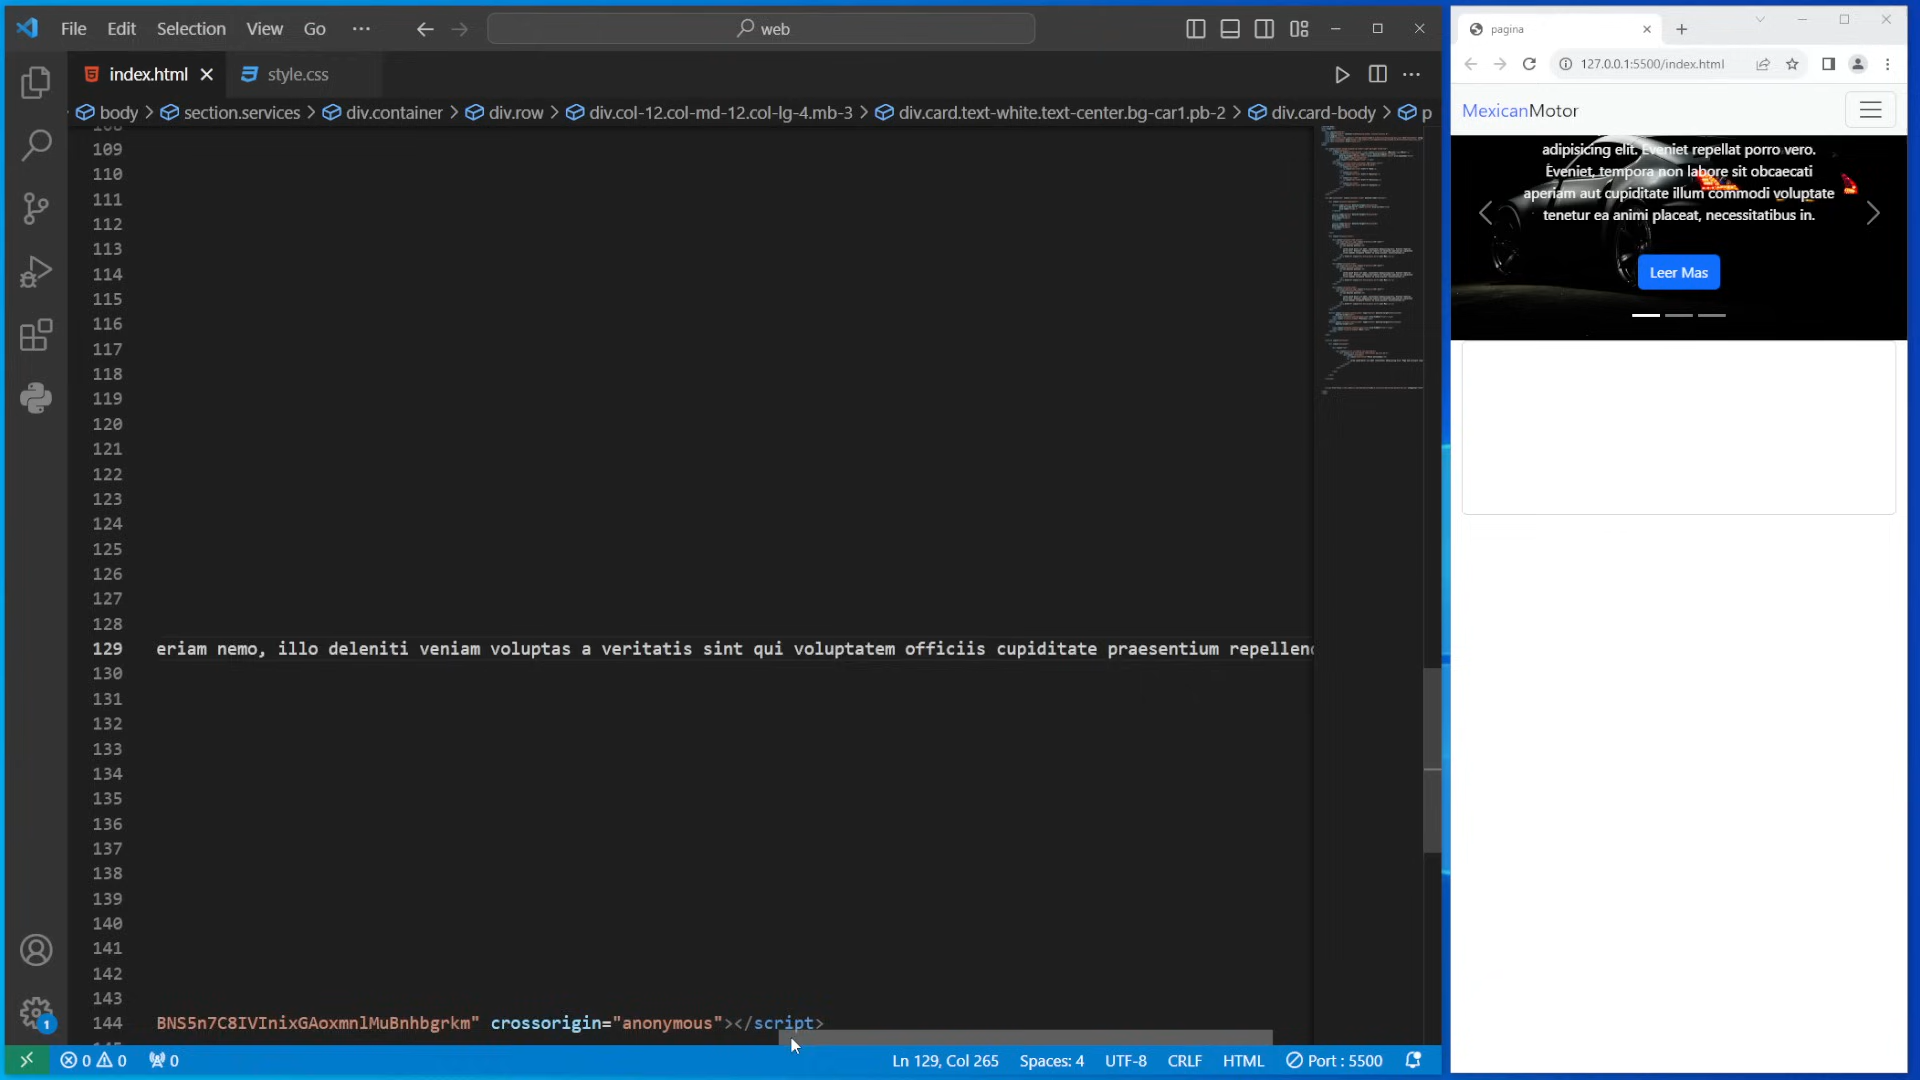 File Edit Selection View Go ··· web
index.html style.css
body > section.services > div.container > div.row > div.col-12.col-md-12.col-lg-4.mb-3 > div.card.text-white.text-center.bg-car1.pb-2 > div.card-body > p
109
110
111
112
113
114
115
116
117
118
119
120
121
122
123
124
125
126
127
128
129 eriam nemo, illo deleniti veniam voluptas a veritatis sint qui voluptatem officiis cupiditate praesentium repellend
130
131
132
133
134
135
136
137
138
139
140
141
142
143
144 BNS5n7C8IVInixGAoxmnlMuBnhbgrkm" crossorigin="anonymous"></script>
1
0 0 0 Ln 129, Col 265 Spaces: 4 UTF-8 CRLF HTML Port : 5500
pagina
127.0.0.1:5500/index.html
MexicanMotor
adipisicing elit. Eveniet repellat porro vero.
Eveniet, tempora non labore sit obcaecati
aperiam aut cupiditate illum commodi voluptate
tenetur ea animi placeat, necessitatibus in.
Leer Mas